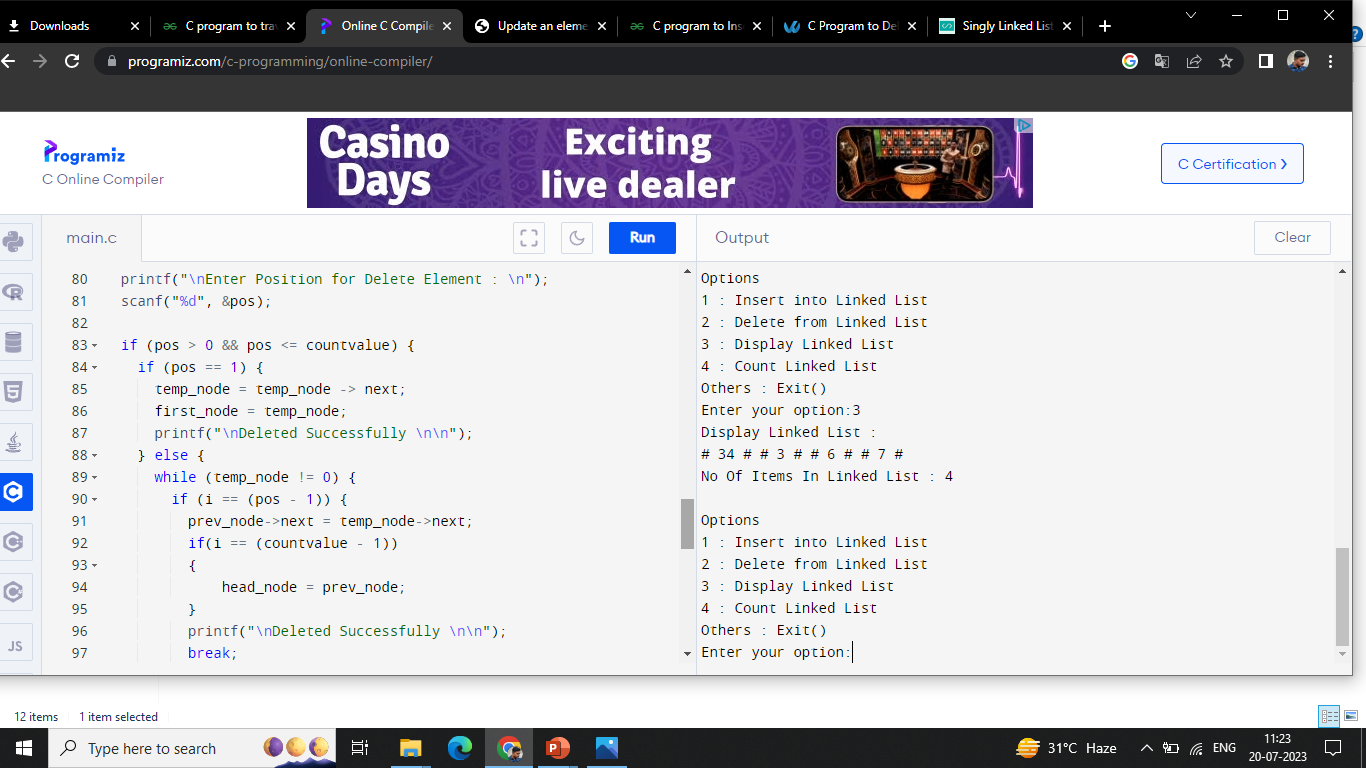 Downloads
C program to tra
Online C Compile
Update an eleme
C program to Ins
C Program to De
Singly Linked List
programiz.com/c-programming/online-compiler/
Programiz
C Online Compiler
Casino
Days
Exciting
live dealer
C Certification
main.c
Run
Output
Clear
80 printf("\nEnter Position for Delete Element : \n");
81 scanf("%d", &pos);
82
83 if (pos > 0 && pos <= countvalue) {
84 if (pos == 1) {
85 temp_node = temp_node -> next;
86 first_node = temp_node;
87 printf("\nDeleted Successfully \n\n");
88 } else {
89 while (temp_node != 0) {
90 if (i == (pos - 1)) {
91 prev_node->next = temp_node->next;
92 if(i == (countvalue - 1))
93 {
94 head_node = prev_node;
95 }
96 printf("\nDeleted Successfully \n\n");
97 break;
Options
1 : Insert into Linked List
2 : Delete from Linked List
3 : Display Linked List
4 : Count Linked List
Others : Exit()
Enter your option:3
Display Linked List :
# 34 # # 3 # # 6 # # 7 #
No Of Items In Linked List : 4
Options
1 : Insert into Linked List
2 : Delete from Linked List
3 : Display Linked List
4 : Count Linked List
Others : Exit()
Enter your option:
JS
12 items
1 item selected
Type here to search
31°C Haze
ENG
11:23
20-07-2023